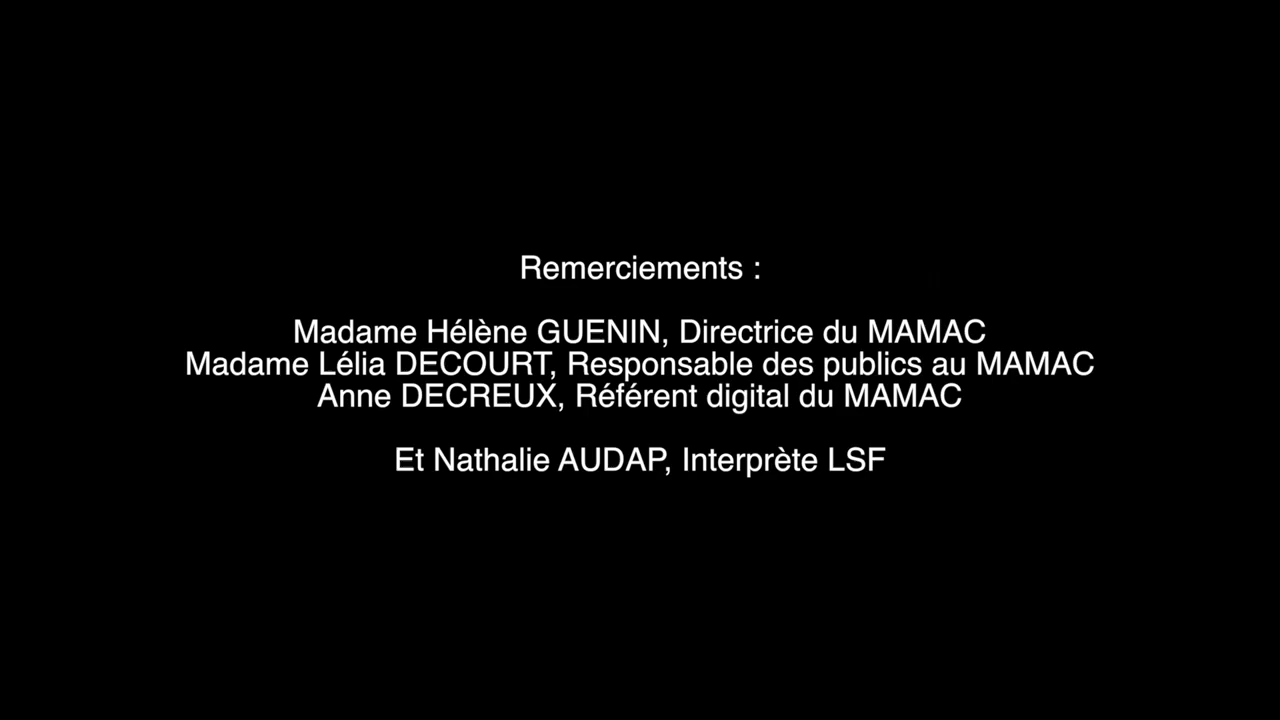 Remerciements :
Madame Hélène GUENIN, Directrice du MAMAC
Madame Lélia DECOURT, Responsable des publics au MAMAC
Anne DECREUX, Référent digital du MAMAC
Et Nathalie AUDAP, Interprète LSF